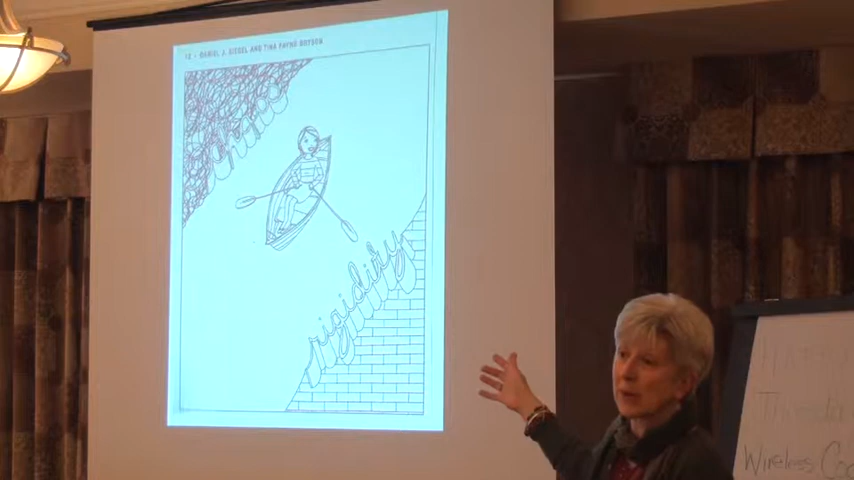 12 • DANIEL J. SIEGEL AND TINA PAYNE BRYSON
chaos
rigidity
Wireless